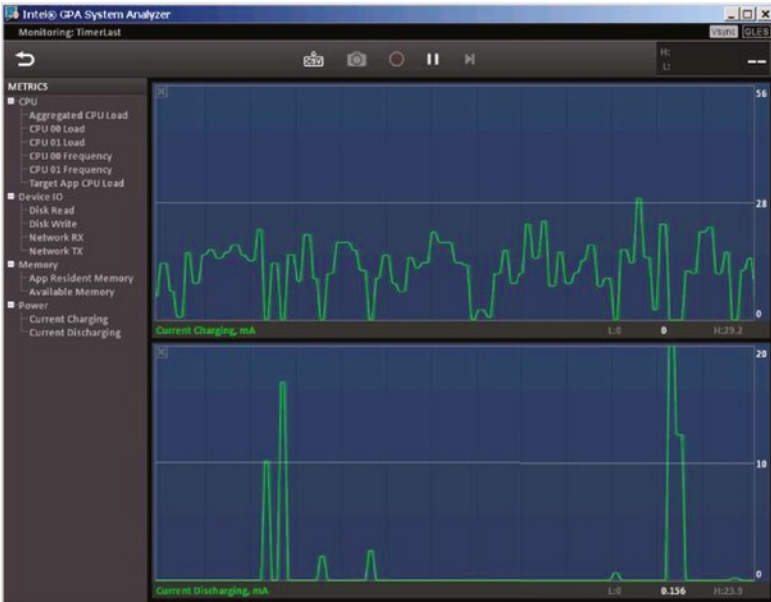 Intel® GPA System Analyzer
Monitoring: TimerLast
Vsync GLES
CSV
H:
L:
--
METRICS
CPU
Aggregated CPU Load
CPU 00 Load
CPU 01 Load
CPU 00 Frequency
CPU 01 Frequency
Target App CPU Load
Device IO
Disk Read
Disk Write
Network RX
Network TX
Memory
App Resident Memory
Available Memory
Power
Current Charging
Current Discharging
56
28
0
Current Charging, mA L:0 0 H:29.2
20
10
0
Current Discharging, mA L:0 0.156 H:23.9